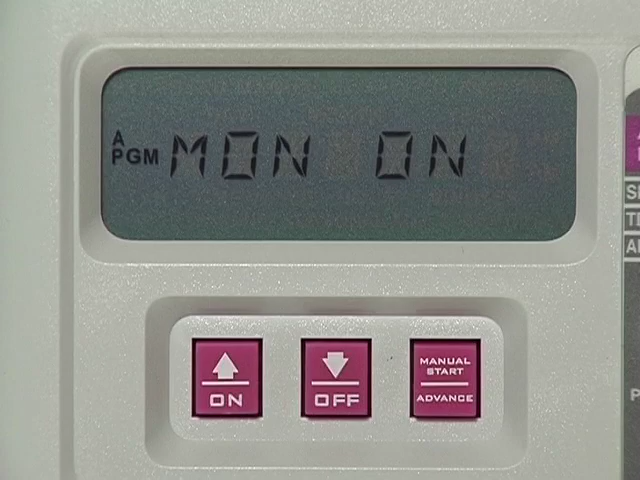 A
PGM MON ON
ON
OFF
MANUAL
START
ADVANCE